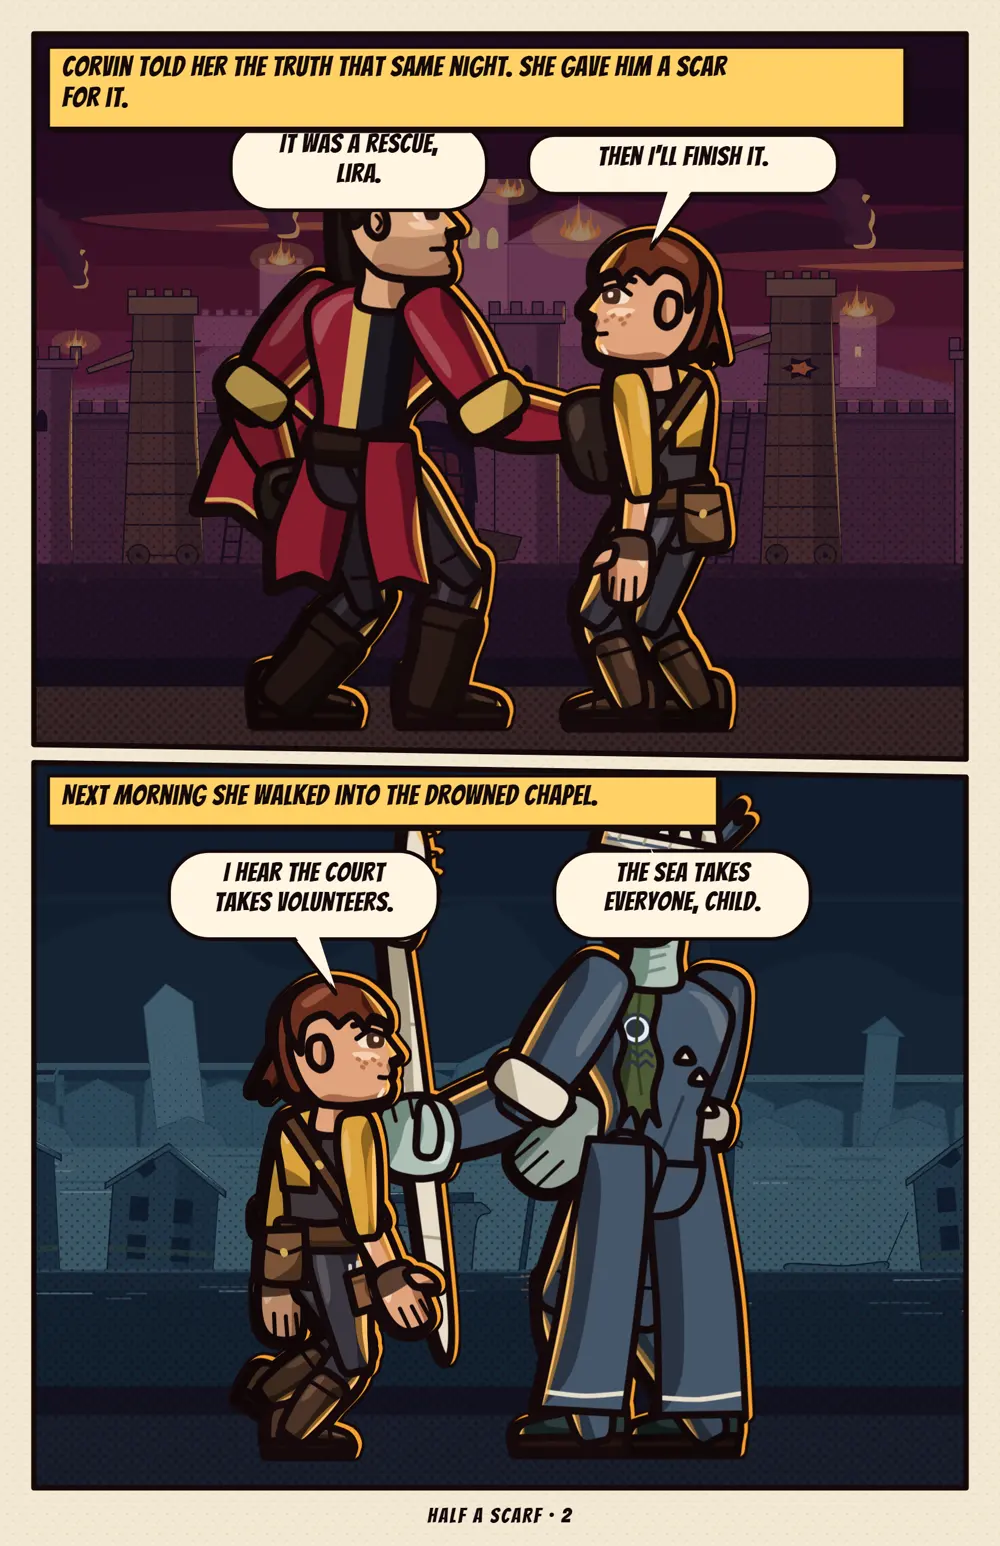 CORVIN TOLD HER THE TRUTH THAT SAME NIGHT. SHE GAVE HIM A SCAR
FOR IT.
IT WAS A RESCUE,
LIRA.
THEN I'LL FINISH IT.
NEXT MORNING SHE WALKED INTO THE DROWNED CHAPEL.
I HEAR THE COURT
TAKES VOLUNTEERS.
THE SEA TAKES
EVERYONE, CHILD.
HALF A SCARF • 2